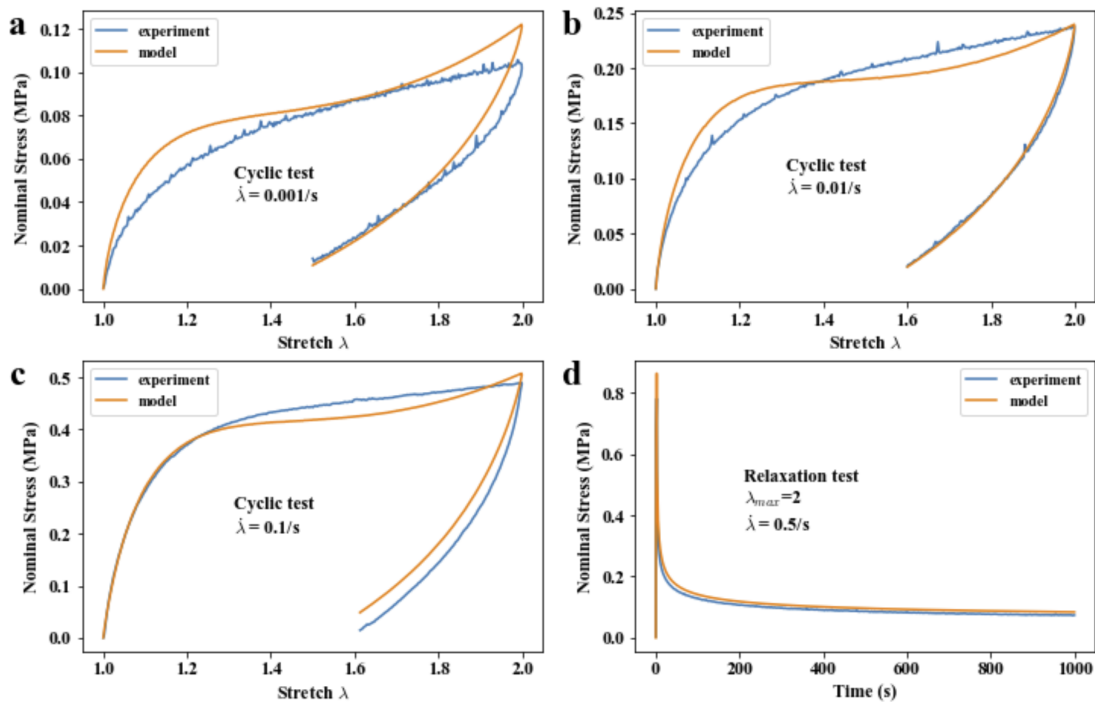 a
experiment
model
0.12
0.10
0.08
0.06
0.04
0.02
0.00
Nominal Stress (MPa)
Cyclic test
λ̇ = 0.001/s
1.0 1.2 1.4 1.6 1.8 2.0
Stretch λ
b
experiment
model
0.25
0.20
0.15
0.10
0.05
0.00
Nominal Stress (MPa)
Cyclic test
λ̇ = 0.01/s
1.0 1.2 1.4 1.6 1.8 2.0
Stretch λ
c
experiment
model
0.5
0.4
0.3
0.2
0.1
0.0
Nominal Stress (MPa)
Cyclic test
λ̇ = 0.1/s
1.0 1.2 1.4 1.6 1.8 2.0
Stretch λ
d
experiment
model
0.8
0.6
0.4
0.2
0.0
Nominal Stress (MPa)
Relaxation test
λmax=2
λ̇ = 0.5/s
0 200 400 600 800 1000
Time (s)